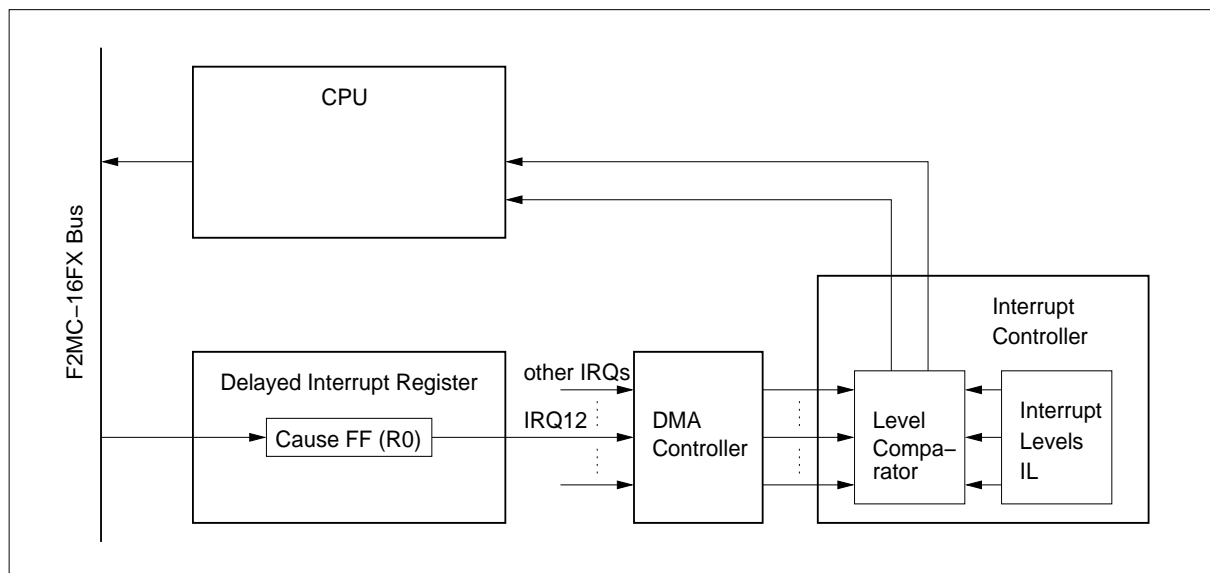 CPU
F2MC−16FX Bus
Interrupt
Controller
Delayed Interrupt Register
Cause FF (R0)
other IRQs
IRQ12
DMA
Controller
Level
Compa−
rator
Interrupt
Levels
IL